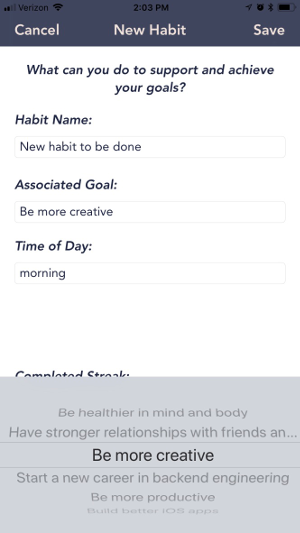 Verizon 2:03 PM
Cancel New Habit Save
What can you do to support and achieve
your goals?
Habit Name:
New habit to be done
Associated Goal:
Be more creative
Time of Day:
morning
Completed Streak:
Be healthier in mind and body
Have stronger relationships with friends an...
Be more creative
Start a new career in backend engineering
Be more productive
Build better iOS apps